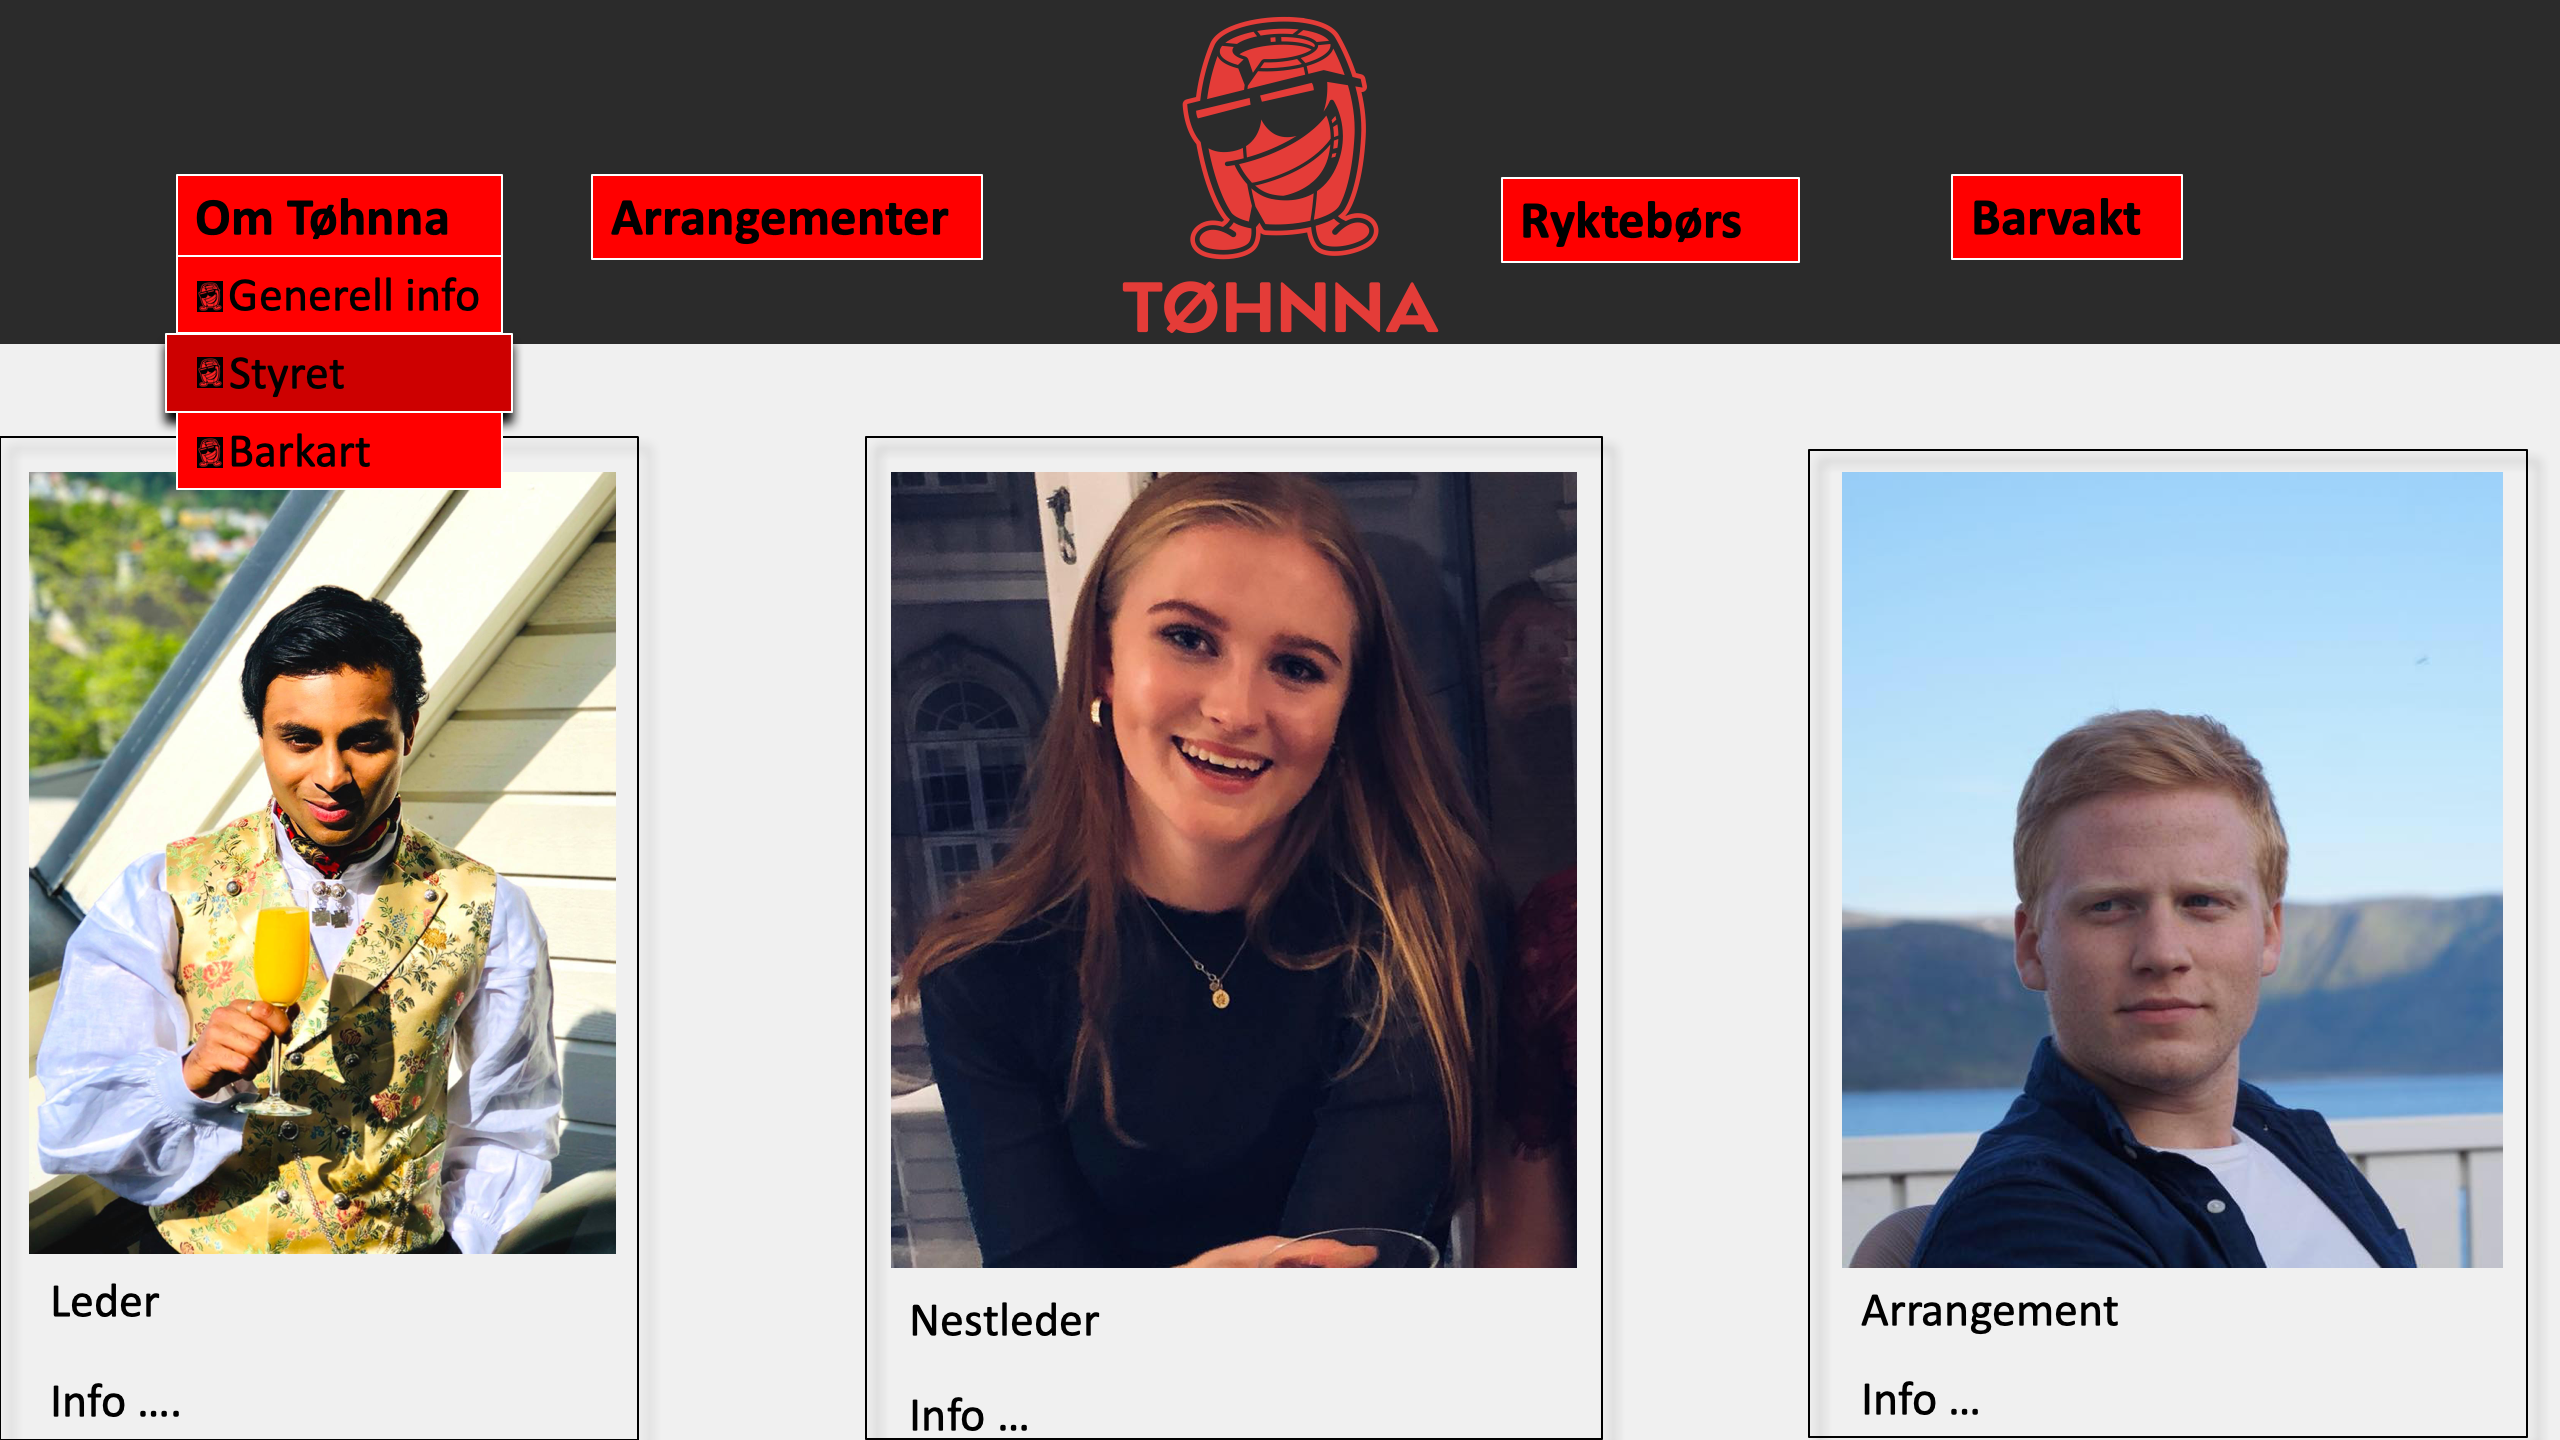 Om Tøhnna
Arrangementer
TØHNNA
Ryktebørs
Barvakt
Generell info
Styret
Barkart
Leder
Info ....
Nestleder
Info ...
Arrangement
Info ...